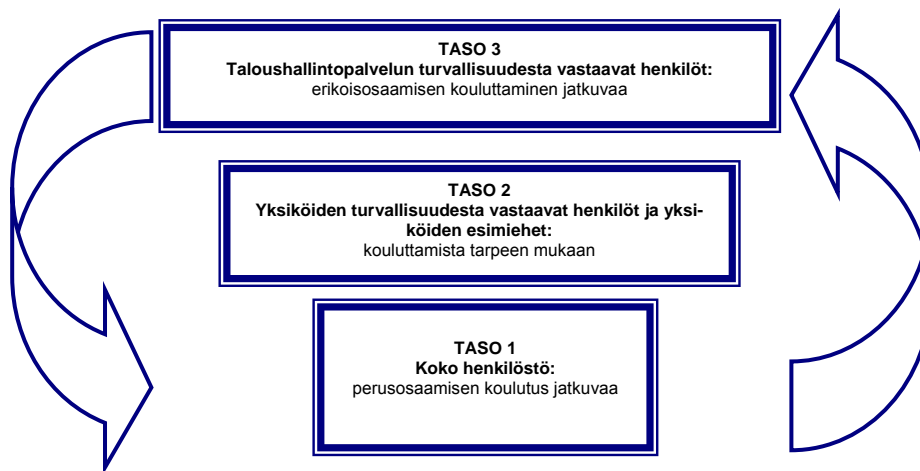 TASO 3
Taloushallintopalvelun turvallisuudesta vastaavat henkilöt:
erikoisosaamisen kouluttaminen jatkuvaa
TASO 2
Yksiköiden turvallisuudesta vastaavat henkilöt ja yksi-
köiden esimiehet:
kouluttamista tarpeen mukaan
TASO 1
Koko henkilöstö:
perusosaamisen koulutus jatkuvaa